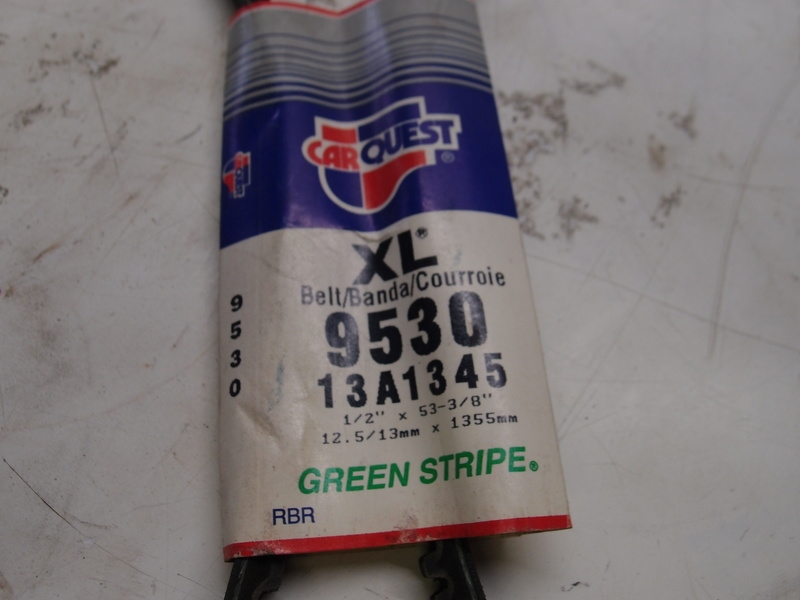 CARQUEST®
XL®
Belt/Banda/Courroie
9530
13A1345
1/2" x 53-3/8"
12.5/13mm x 1355mm
GREEN STRIPE®
RBR
9
5
3
0